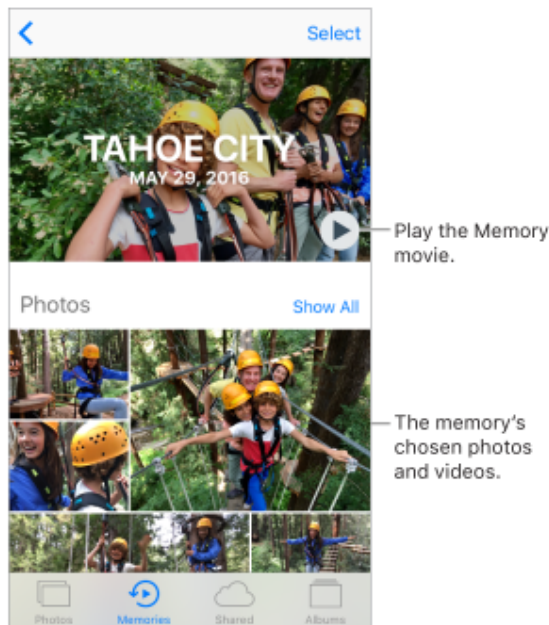 Select
TAHOE CITY
MAY 29, 2016
Play the Memory
movie.
Photos
Show All
The memory's
chosen photos
and videos.
Photos
Memories
Shared
Albums